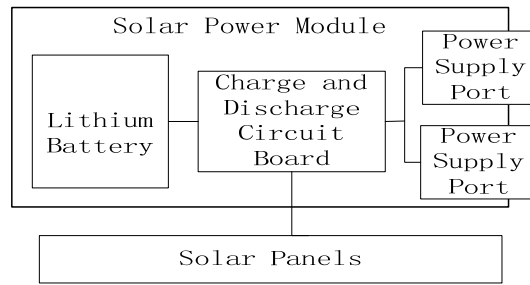 Solar Power Module
Lithium
Battery
Charge and
Discharge
Circuit
Board
Power
Supply
Port
Power
Supply
Port
Solar Panels